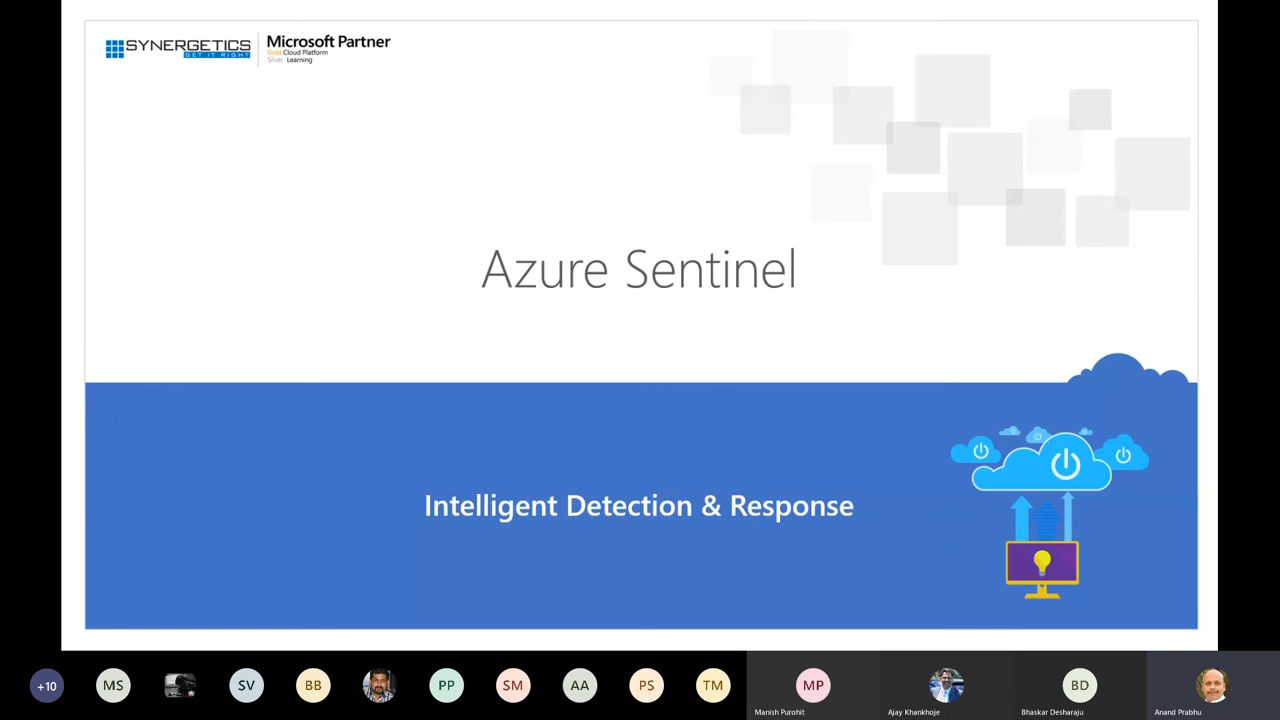 SYNERGETICS
GET IT RIGHT
Microsoft Partner
Gold Cloud Platform
Silver Learning
Azure Sentinel
Intelligent Detection & Response
+10
MS
SV
BB
PP
SM
AA
PS
TM
MP
BD
Manish Purohit
Ajay Khankhoje
Bhaskar Desharaju
Anand Prabhu